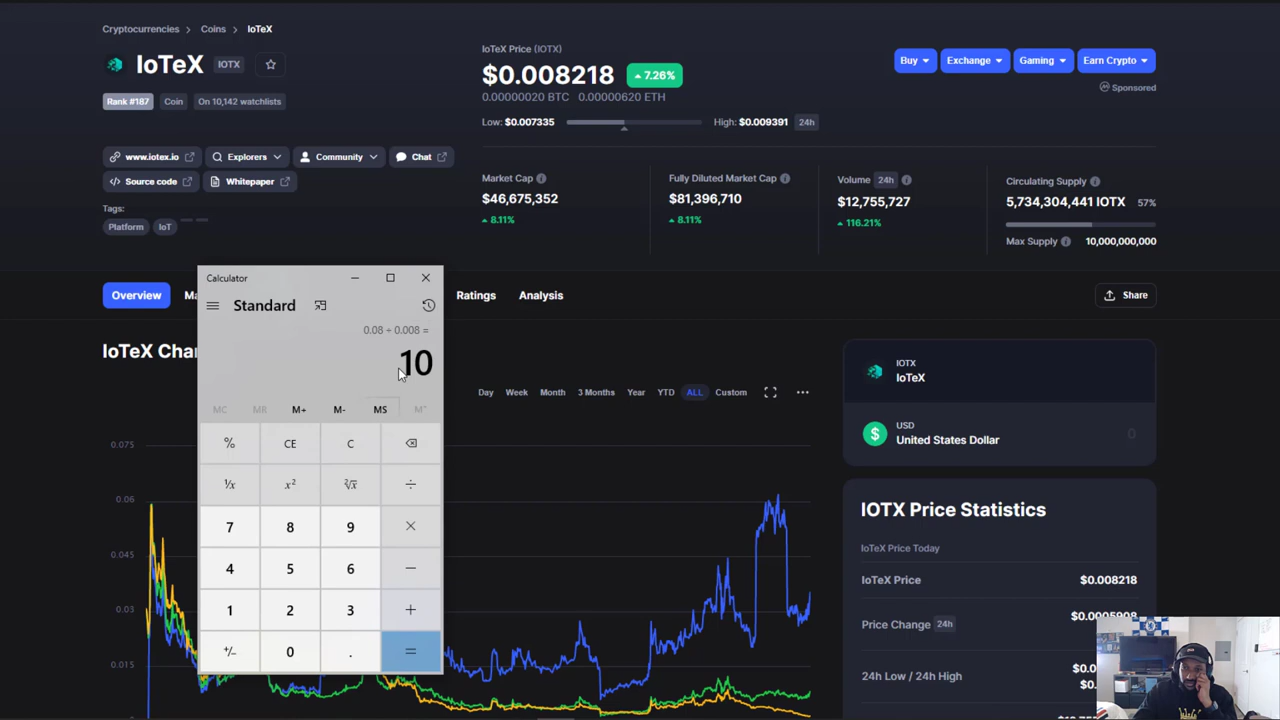 Cryptocurrencies > Coins > IoTeX
IoTeX IOTX
Rank #187 Coin On 10,142 watchlists
www.iotex.io Explorers Community Chat
Source code Whitepaper
Tags:
Platform IoT
IoTeX Price (IOTX)
$0.008218 7.26%
0.00000020 BTC 0.00000620 ETH
Low: $0.007335 High: $0.009391 24h
Buy Exchange Gaming Earn Crypto
Sponsored
Market Cap
$46,675,352
8.11%
Fully Diluted Market Cap
$81,396,710
8.11%
Volume 24h
$12,755,727
116.21%
Circulating Supply
5,734,304,441 IOTX 57%
Max Supply 10,000,000,000
Overview Ma Ratings Analysis
Share
Calculator
Standard
0.08 ÷ 0.008 =
10
MC MR M+ M- MS M˅
% CE C
¹/x x² ²√x ÷
7 8 9 ×
4 5 6 −
1 2 3 +
+/− 0 . =
IoTeX Cha
Day Week Month 3 Months Year YTD ALL Custom
0.075
0.06
0.045
0.03
0.015
IOTX
IoTeX
USD
United States Dollar 0
IOTX Price Statistics
IoTeX Price Today
IoTeX Price $0.008218
Price Change 24h $0.0005908
24h Low / 24h High